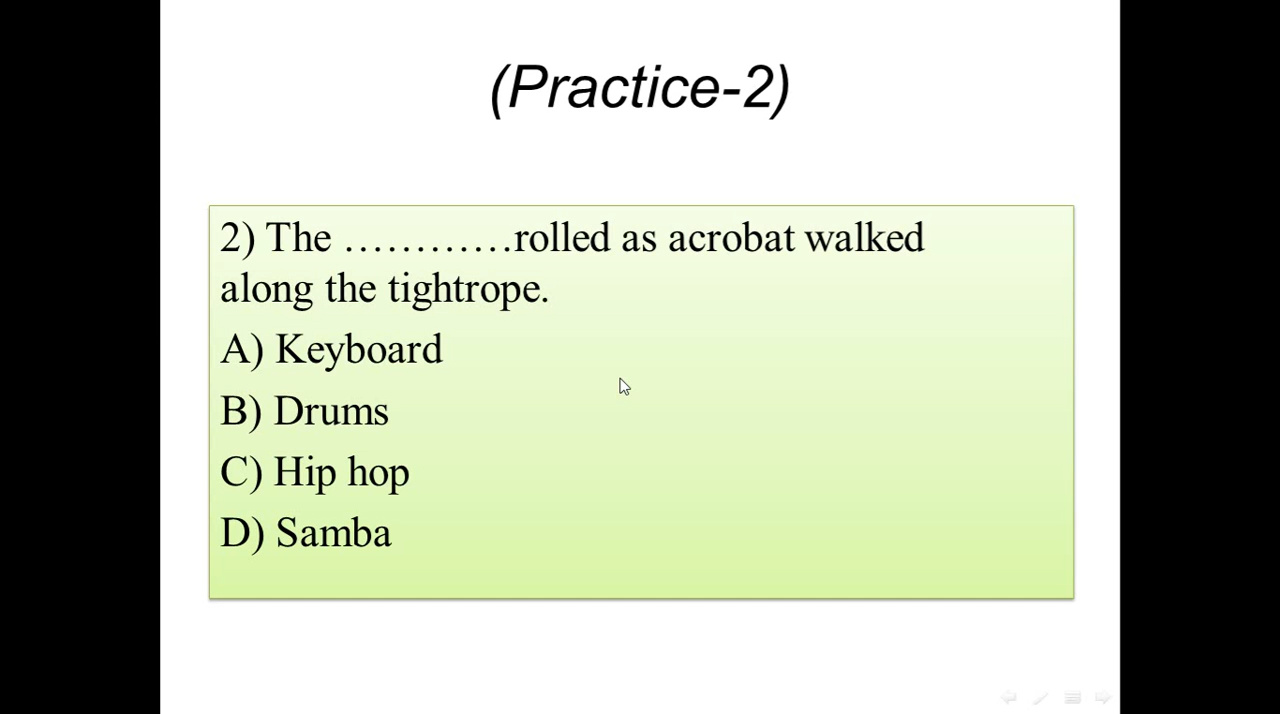 (Practice-2)
2) The …………rolled as acrobat walked
along the tightrope.
A) Keyboard
B) Drums
C) Hip hop
D) Samba